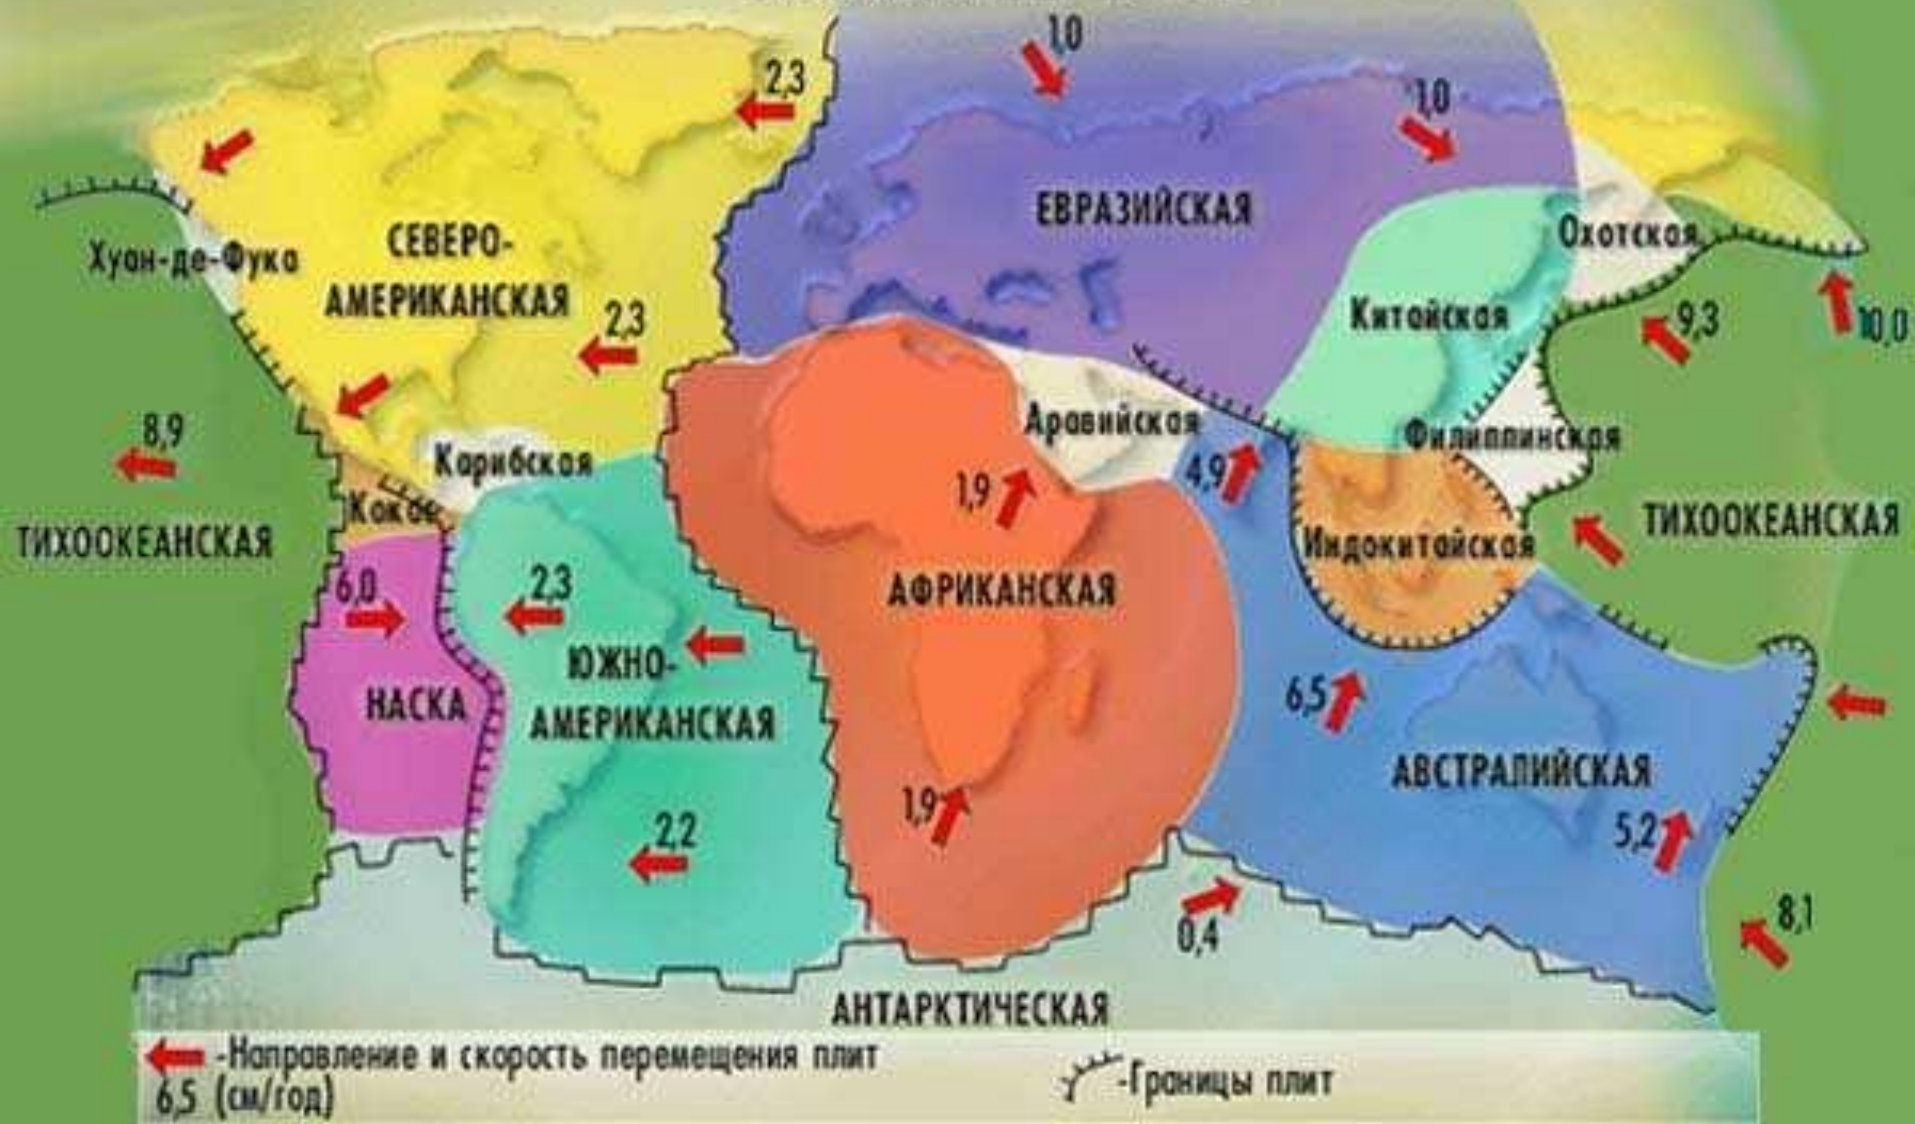 1,0
2,3
1,0
ЕВРАЗИЙСКАЯ
Охотская
Хуан-де-Фука
СЕВЕРО-
АМЕРИКАНСКАЯ
2,3
Китайская
9,3
10,0
8,9
Карибская
Аравийская
Филиппинская
4,9
1,9
Кокос
ТИХООКЕАНСКАЯ
ТИХООКЕАНСКАЯ
Индокитайская
6,0
2,3
АФРИКАНСКАЯ
ЮЖНО-
АМЕРИКАНСКАЯ
НАСКА
6,5
АВСТРАЛИЙСКАЯ
1,9
2,2
5,2
0,4
8,1
АНТАРКТИЧЕСКАЯ
-Направление и скорость перемещения плит
6,5 (см/год)
-Границы плит